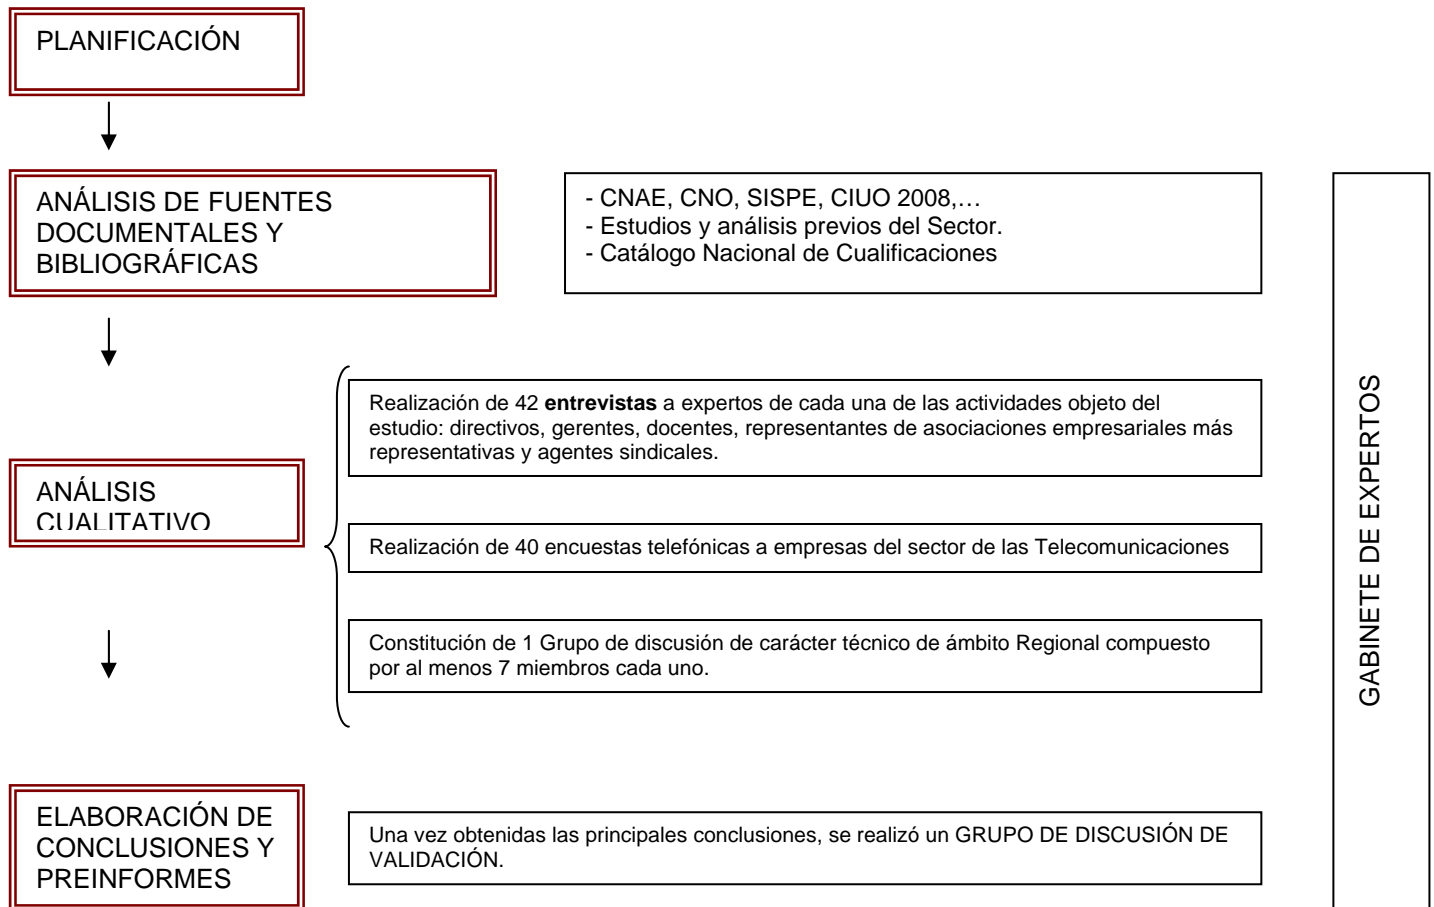 PLANIFICACIÓN
ANÁLISIS DE FUENTES
DOCUMENTALES Y
BIBLIOGRÁFICAS
- CNAE, CNO, SISPE, CIUO 2008,…
- Estudios y análisis previos del Sector.
- Catálogo Nacional de Cualificaciones
Realización de 42 entrevistas a expertos de cada una de las actividades objeto del
estudio: directivos, gerentes, docentes, representantes de asociaciones empresariales más
representativas y agentes sindicales.
ANÁLISIS
CUALITATIVO
Realización de 40 encuestas telefónicas a empresas del sector de las Telecomunicaciones
Constitución de 1 Grupo de discusión de carácter técnico de ámbito Regional compuesto
por al menos 7 miembros cada uno.
ELABORACIÓN DE
CONCLUSIONES Y
PREINFORMES
Una vez obtenidas las principales conclusiones, se realizó un GRUPO DE DISCUSIÓN DE
VALIDACIÓN.
GABINETE DE EXPERTOS